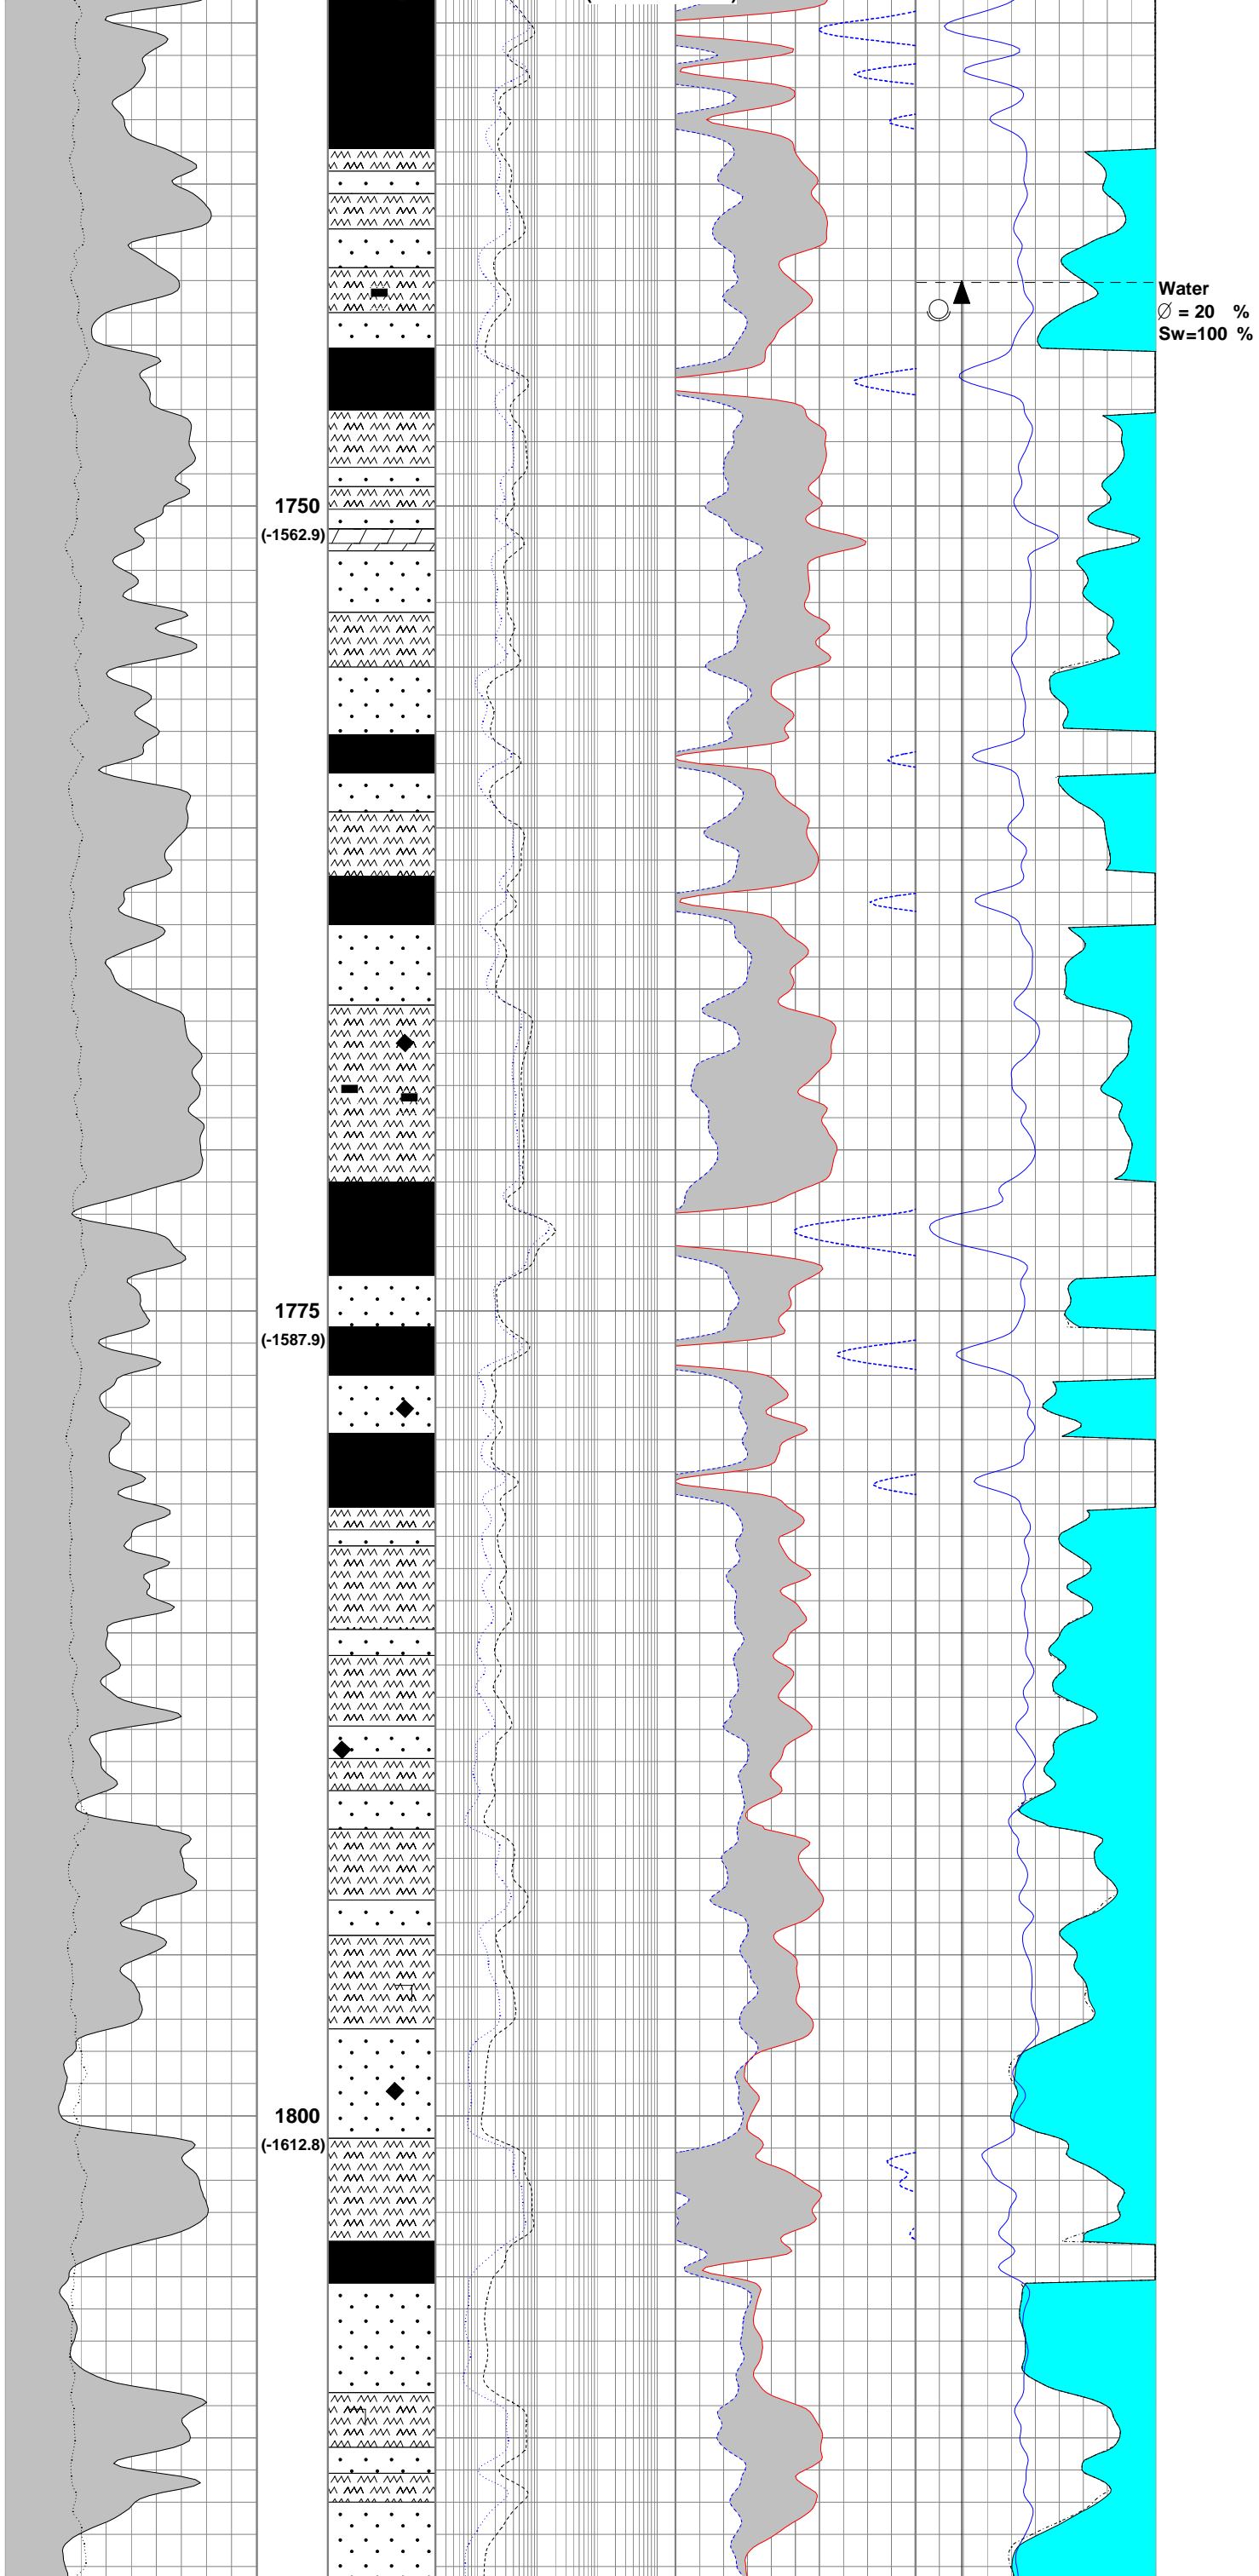 Water
∅ = 20 %
Sw=100 %
1750
(-1562.9)
1775
(-1587.9)
1800
(-1612.8)